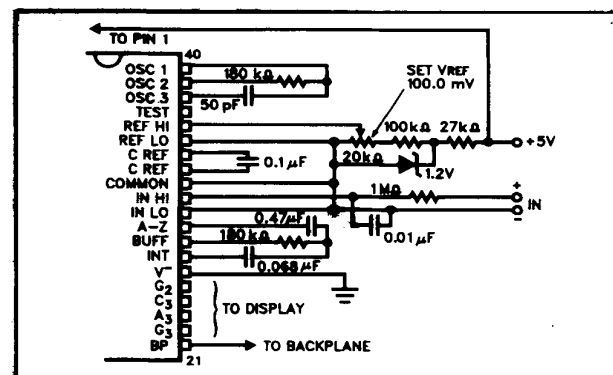 TO PIN 1
40
OSC 1
OSC 2
OSC 3
TEST
REF HI
REF LO
C REF
C REF
COMMON
IN HI
IN LO
A-Z
BUFF
INT
V⁻
G2
C3
A3
G3
BP
21
180 kΩ
50 pF
SET VREF
100.0 mV
100kΩ
27kΩ
+5V
20kΩ
1.2V
0.1 μF
1MΩ
+
IN
-
0.47μF
0.01 μF
180kΩ
0.068μF
TO DISPLAY
TO BACKPLANE